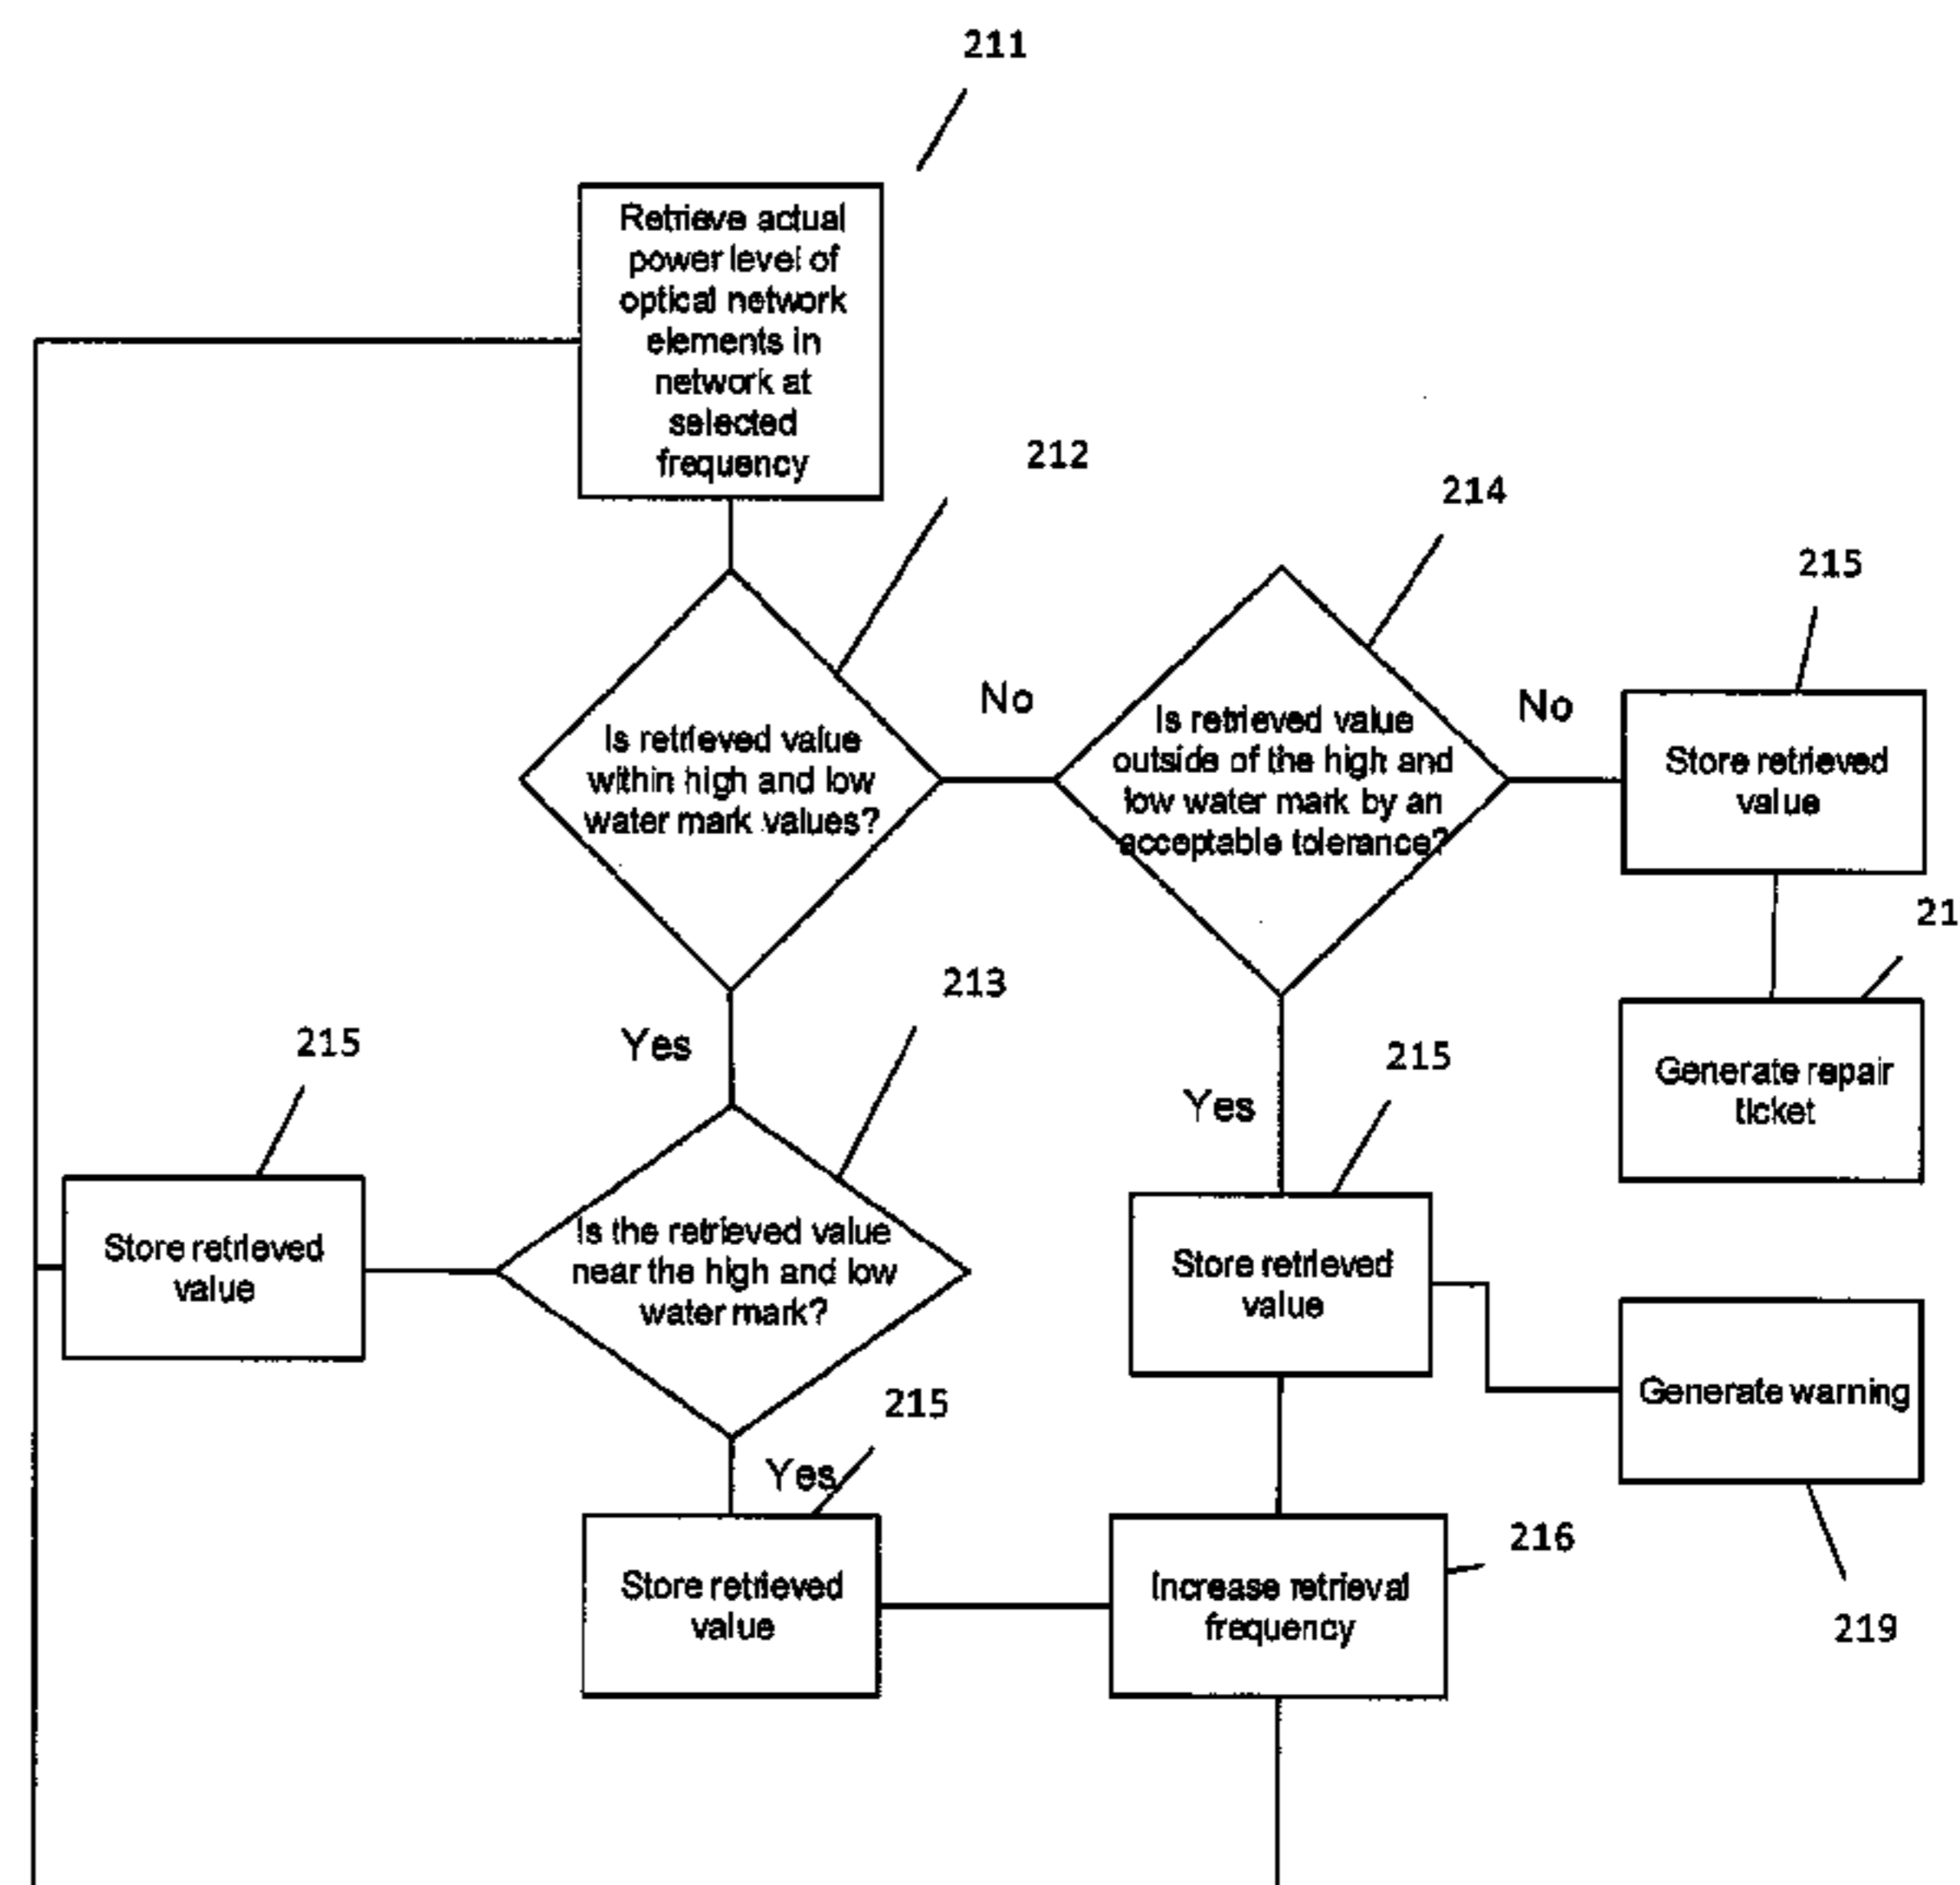 211
Retrieve actual
power level of
optical network
elements in
network at
selected
frequency
212
214
215
No
No
Is retrieved value
within high and low
water mark values?
Is retrieved value
outside of the high and
low water mark by an
acceptable tolerance?
Store retrieved
value
21
213
Yes
215
215
Yes
Generate repair
ticket
Store retrieved
value
Is the retrieved value
near the high and low
water mark?
Store retrieved
value
Generate warning
215
Yes
216
Store retrieved
value
Increase retrieval
frequency
219